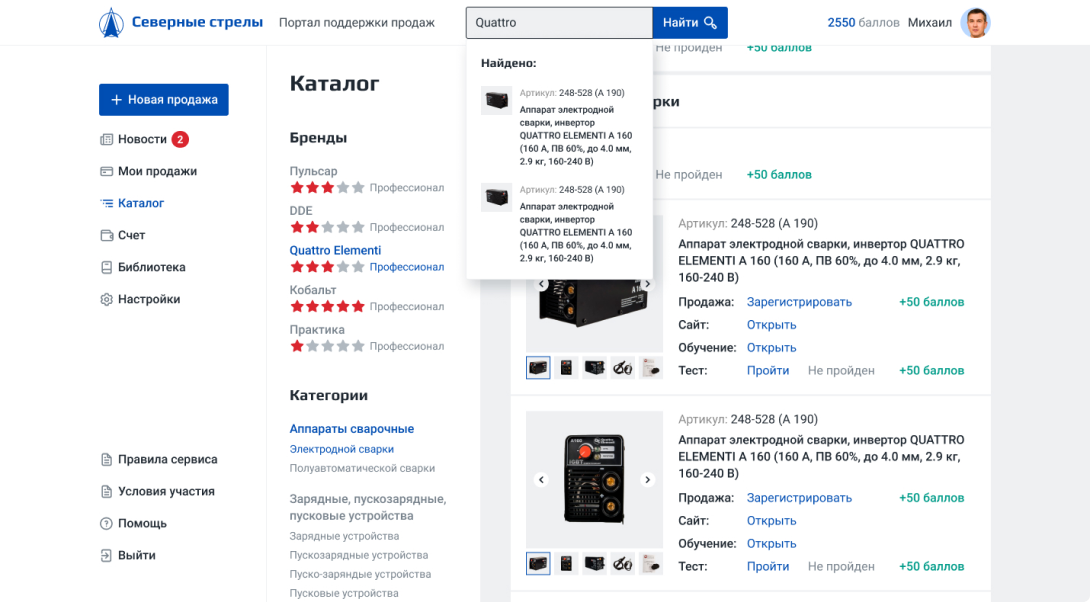 Северные стрелы
Портал поддержки продаж
Quattro
Найти
2550 баллов
Михаил
Новая продажа
Новости 2
Мои продажи
Каталог
Счет
Библиотека
Настройки
Правила сервиса
Условия участия
Помощь
Выйти
Каталог
Бренды
Пульсар
Профессионал
DDE
Профессионал
Quattro Elementi
Профессионал
Кобальт
Профессионал
Практика
Профессионал
Категории
Аппараты сварочные
Электродной сварки
Полуавтоматической сварки
Зарядные, пускозарядные,
пусковые устройства
Зарядные устройства
Пускозарядные устройства
Пуско-заряндые устройства
Пусковые устройства
Найдено:
Артикул: 248-528 (А 190)
Аппарат электродной
сварки, инвертор
QUATTRO ELEMENTI A 160
(160 А, ПВ 60%, до 4.0 мм,
2.9 кг, 160-240 В)
Артикул: 248-528 (А 190)
Аппарат электродной
сварки, инвертор
QUATTRO ELEMENTI A 160
(160 А, ПВ 60%, до 4.0 мм,
2.9 кг, 160-240 В)
Не пройден +50 баллов
рки
Не пройден +50 баллов
Артикул: 248-528 (А 190)
Аппарат электродной сварки, инвертор QUATTRO
ELEMENTI A 160 (160 А, ПВ 60%, до 4.0 мм, 2.9 кг,
160-240 В)
Продажа: Зарегистрировать +50 баллов
Сайт: Открыть
Обучение: Открыть
Тест: Пройти Не пройден +50 баллов
Артикул: 248-528 (А 190)
Аппарат электродной сварки, инвертор QUATTRO
ELEMENTI A 160 (160 А, ПВ 60%, до 4.0 мм, 2.9 кг,
160-240 В)
Продажа: Зарегистрировать +50 баллов
Сайт: Открыть
Обучение: Открыть
Тест: Пройти Не пройден +50 баллов